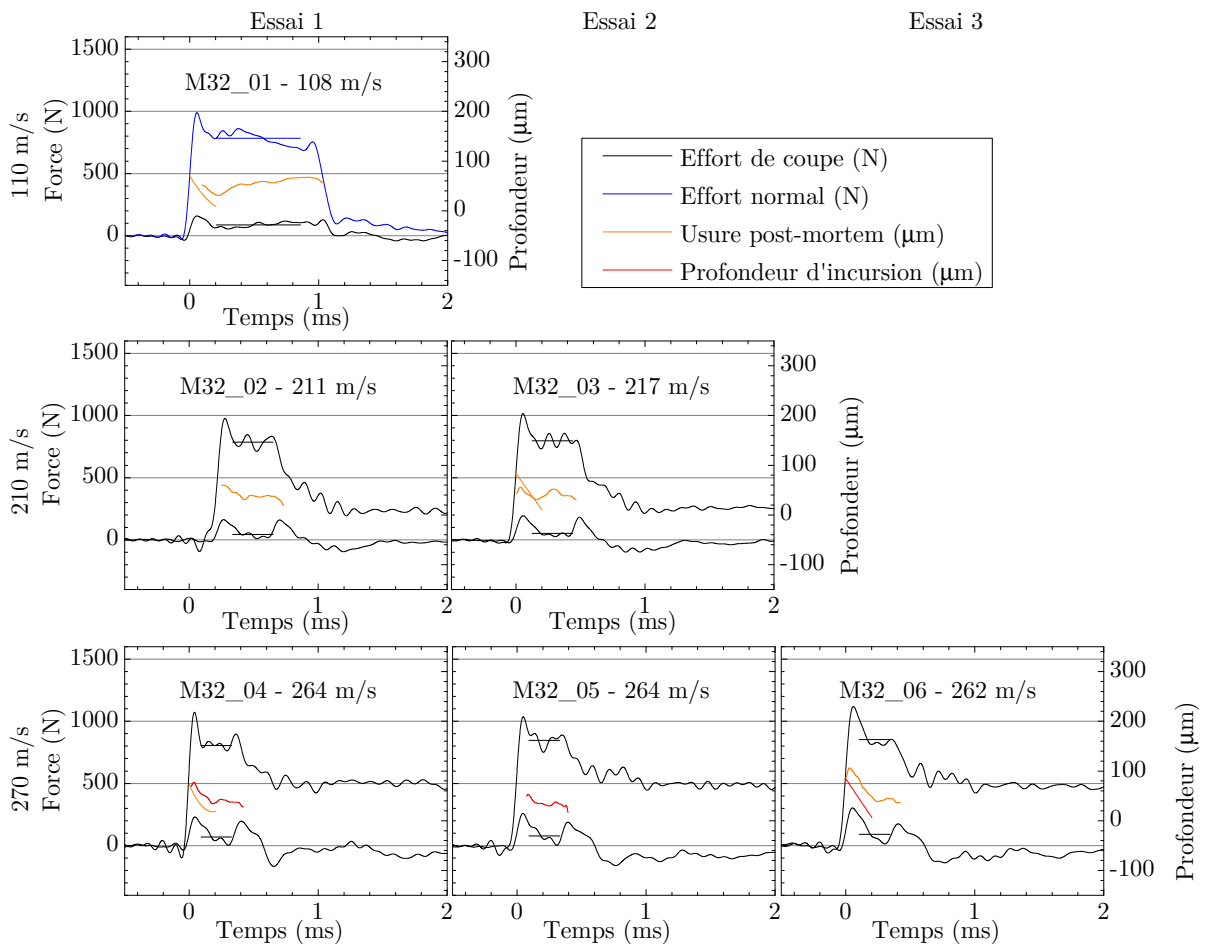 Essai 1 Essai 2 Essai 3
110 m/s
Force (N)
1500
1000
500
0
M32_01 - 108 m/s
300
200
100
0
-100
Profondeur (μm)
0 1 2
Temps (ms)
Effort de coupe (N)
Effort normal (N)
Usure post-mortem (μm)
Profondeur d'incursion (μm)
210 m/s
Force (N)
1500
1000
500
0
M32_02 - 211 m/s
0 1
Temps (ms)
M32_03 - 217 m/s
300
200
100
0
-100
Profondeur (μm)
0 1 2
Temps (ms)
270 m/s
Force (N)
1500
1000
500
0
M32_04 - 264 m/s
0 1
Temps (ms)
M32_05 - 264 m/s
0 1
Temps (ms)
M32_06 - 262 m/s
300
200
100
0
-100
Profondeur (μm)
0 1 2
Temps (ms)